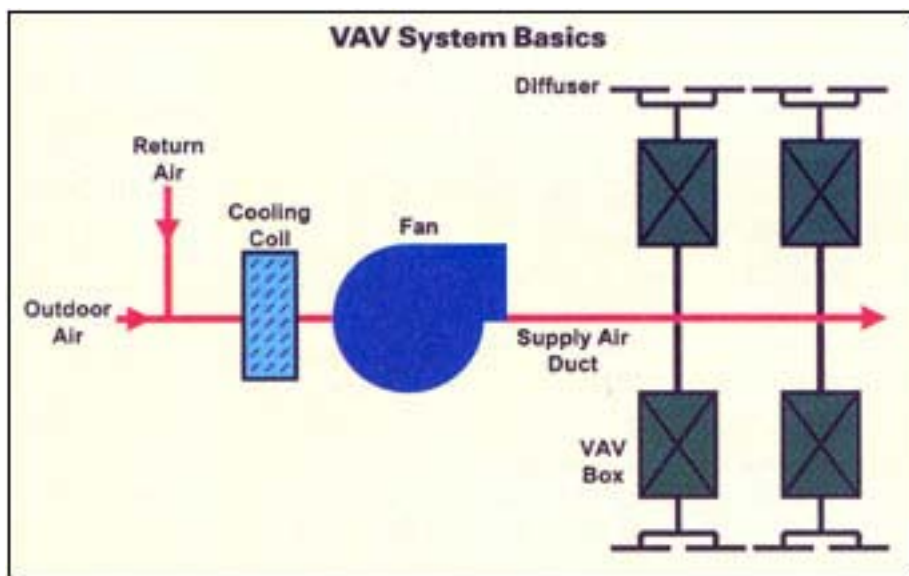 VAV System Basics
Diffuser
Return
Air
Cooling
Coil
Fan
Outdoor
Air
Supply Air
Duct
VAV
Box